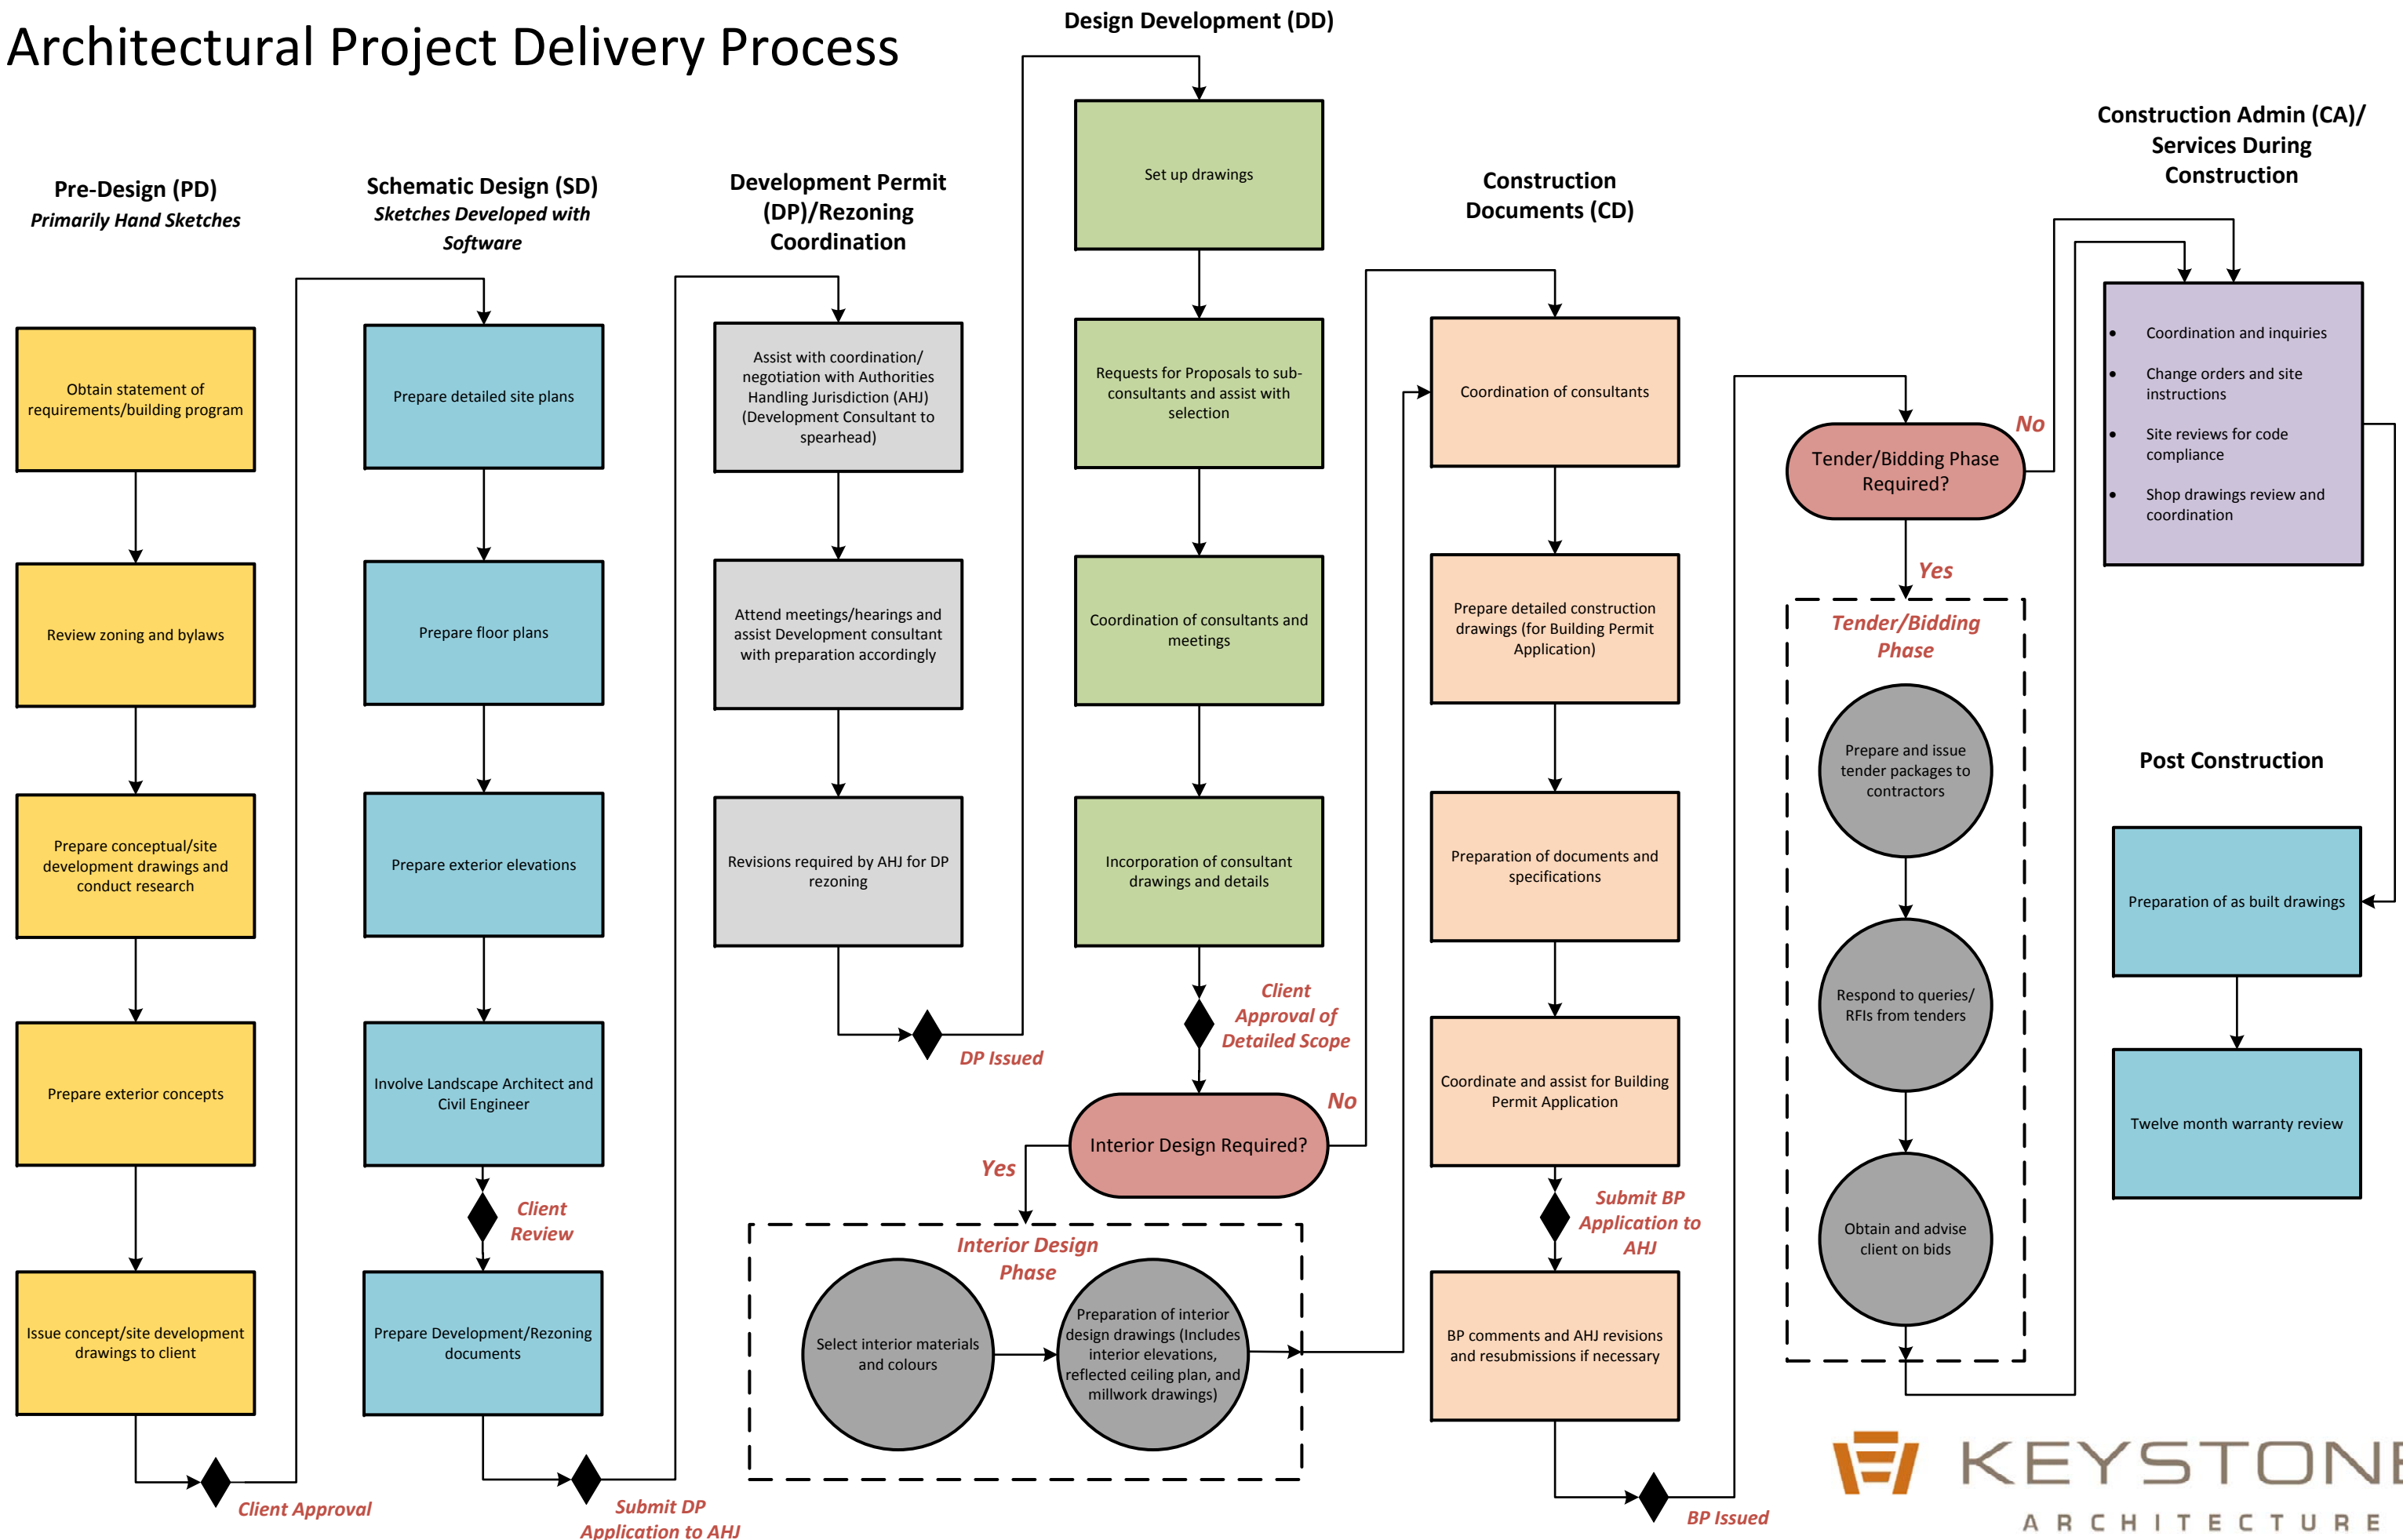 Architectural Project Delivery Process
Pre-Design (PD)
Primarily Hand Sketches
Obtain statement of
requirements/building program
Review zoning and bylaws
Prepare conceptual/site
development drawings and
conduct research
Prepare exterior concepts
Issue concept/site development
drawings to client
Client Approval
Schematic Design (SD)
Sketches Developed with
Software
Prepare detailed site plans
Prepare floor plans
Prepare exterior elevations
Involve Landscape Architect and
Civil Engineer
Client
Review
Prepare Development/Rezoning
documents
Submit DP
Application to AHJ
Development Permit
(DP)/Rezoning
Coordination
Assist with coordination/
negotiation with Authorities
Handling Jurisdiction (AHJ)
(Development Consultant to
spearhead)
Attend meetings/hearings and
assist Development consultant
with preparation accordingly
Revisions required by AHJ for DP
rezoning
DP Issued
Design Development (DD)
Set up drawings
Requests for Proposals to sub-
consultants and assist with
selection
Coordination of consultants and
meetings
Incorporation of consultant
drawings and details
Client
Approval of
Detailed Scope
Interior Design Required?
No
Yes
Interior Design
Phase
Select interior materials
and colours
Preparation of interior
design drawings (Includes
interior elevations,
reflected ceiling plan, and
millwork drawings)
Construction
Documents (CD)
Coordination of consultants
Prepare detailed construction
drawings (for Building Permit
Application)
Preparation of documents and
specifications
Coordinate and assist for Building
Permit Application
Submit BP
Application to
AHJ
BP comments and AHJ revisions
and resubmissions if necessary
BP Issued
Tender/Bidding Phase
Required?
No
Yes
Tender/Bidding
Phase
Prepare and issue
tender packages to
contractors
Respond to queries/
RFIs from tenders
Obtain and advise
client on bids
Construction Admin (CA)/
Services During
Construction
• Coordination and inquiries
• Change orders and site
instructions
• Site reviews for code
compliance
• Shop drawings review and
coordination
Post Construction
Preparation of as built drawings
Twelve month warranty review
KEYSTONE
ARCHITECTURE